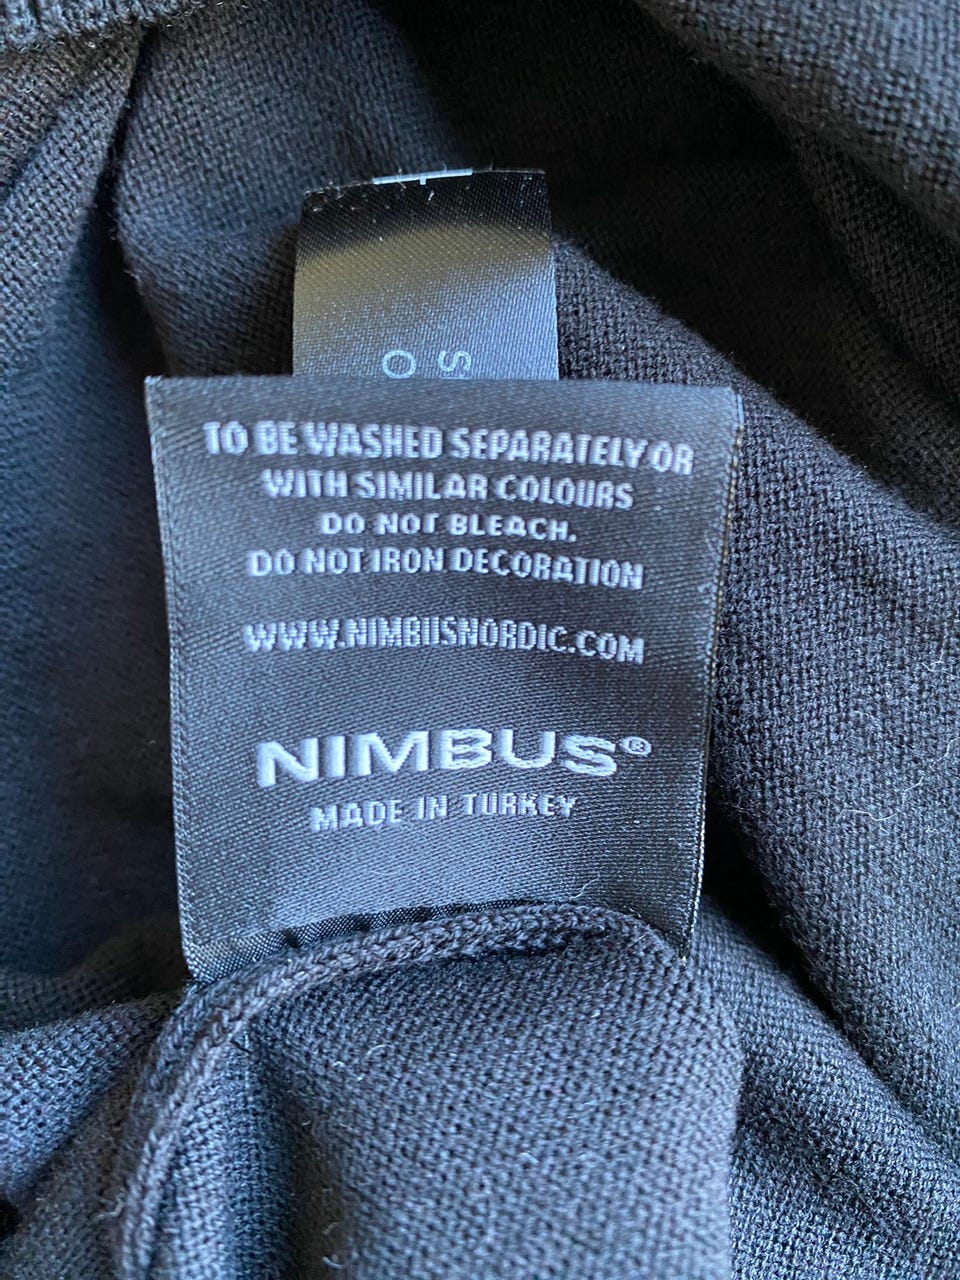 TO BE WASHED SEPARATELY OR
WITH SIMILAR COLOURS
DO NOT BLEACH.
DO NOT IRON DECORATION
WWW.NIMBUSNORDIC.COM
NIMBUS®
MADE IN TURKEY